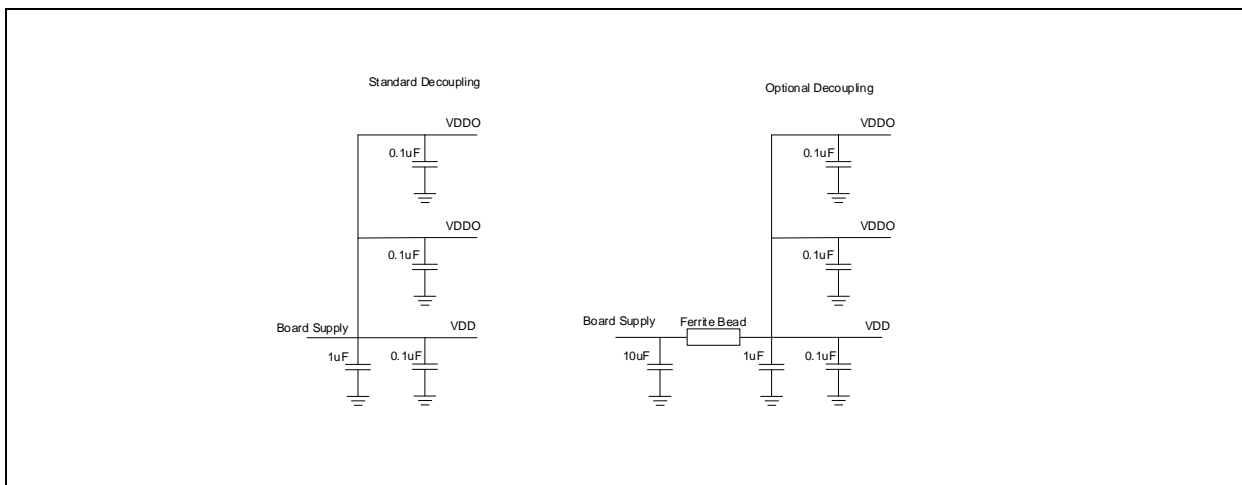 Standard Decoupling
VDDO
0.1uF
VDDO
0.1uF
Board Supply
VDD
1uF
0.1uF
Optional Decoupling
VDDO
0.1uF
VDDO
0.1uF
Board Supply
Ferrite Bead
VDD
10uF
1uF
0.1uF